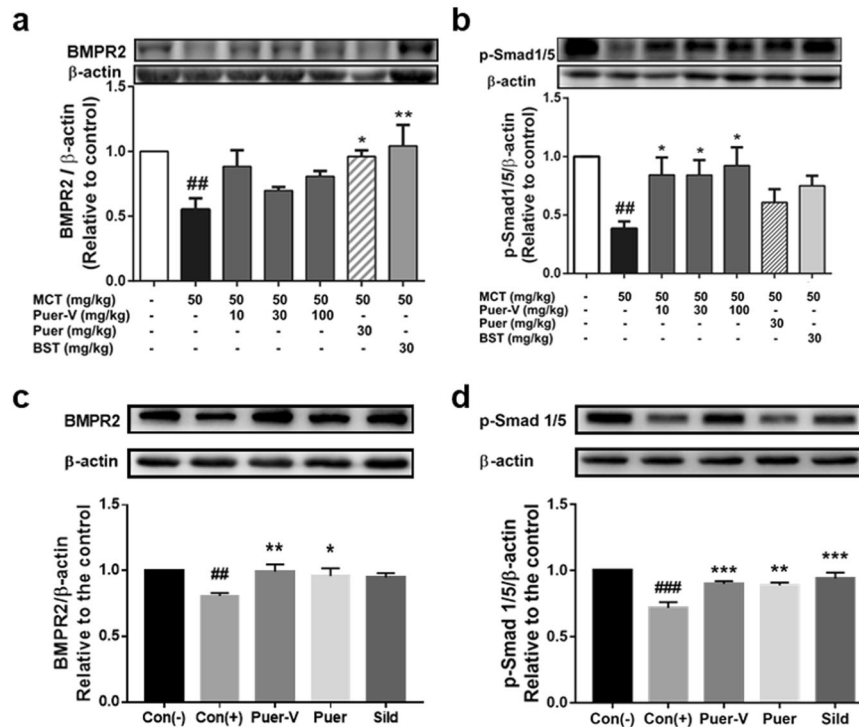 a
BMPR2
β-actin
BMPR2 / β-actin
(Relative to control)
1.5
1.0
0.5
0.0
##
*
**
MCT (mg/kg) - 50 50 50 50 50 50
Puer-V (mg/kg) - - 10 30 100 - -
Puer (mg/kg) - - - - - 30 -
BST (mg/kg) - - - - - - 30
b
p-Smad1/5
β-actin
p-Smad1/5/β-actin
(Relative to control)
1.5
1.0
0.5
0.0
##
*
*
*
MCT (mg/kg) - 50 50 50 50 50 50
Puer-V (mg/kg) - - 10 30 100 - -
Puer (mg/kg) - - - - - 30 -
BST (mg/kg) - - - - - - 30
c
BMPR2
β-actin
BMPR2/β-actin
Relative to the control
1.5
1.0
0.5
0.0
##
**
*
Con(-) Con(+) Puer-V Puer Sild
d
p-Smad 1/5
β-actin
p-Smad 1/5/β-actin
Relative to the control
1.5
1.0
0.5
0.0
###
***
**
***
Con(-) Con(+) Puer-V Puer Sild